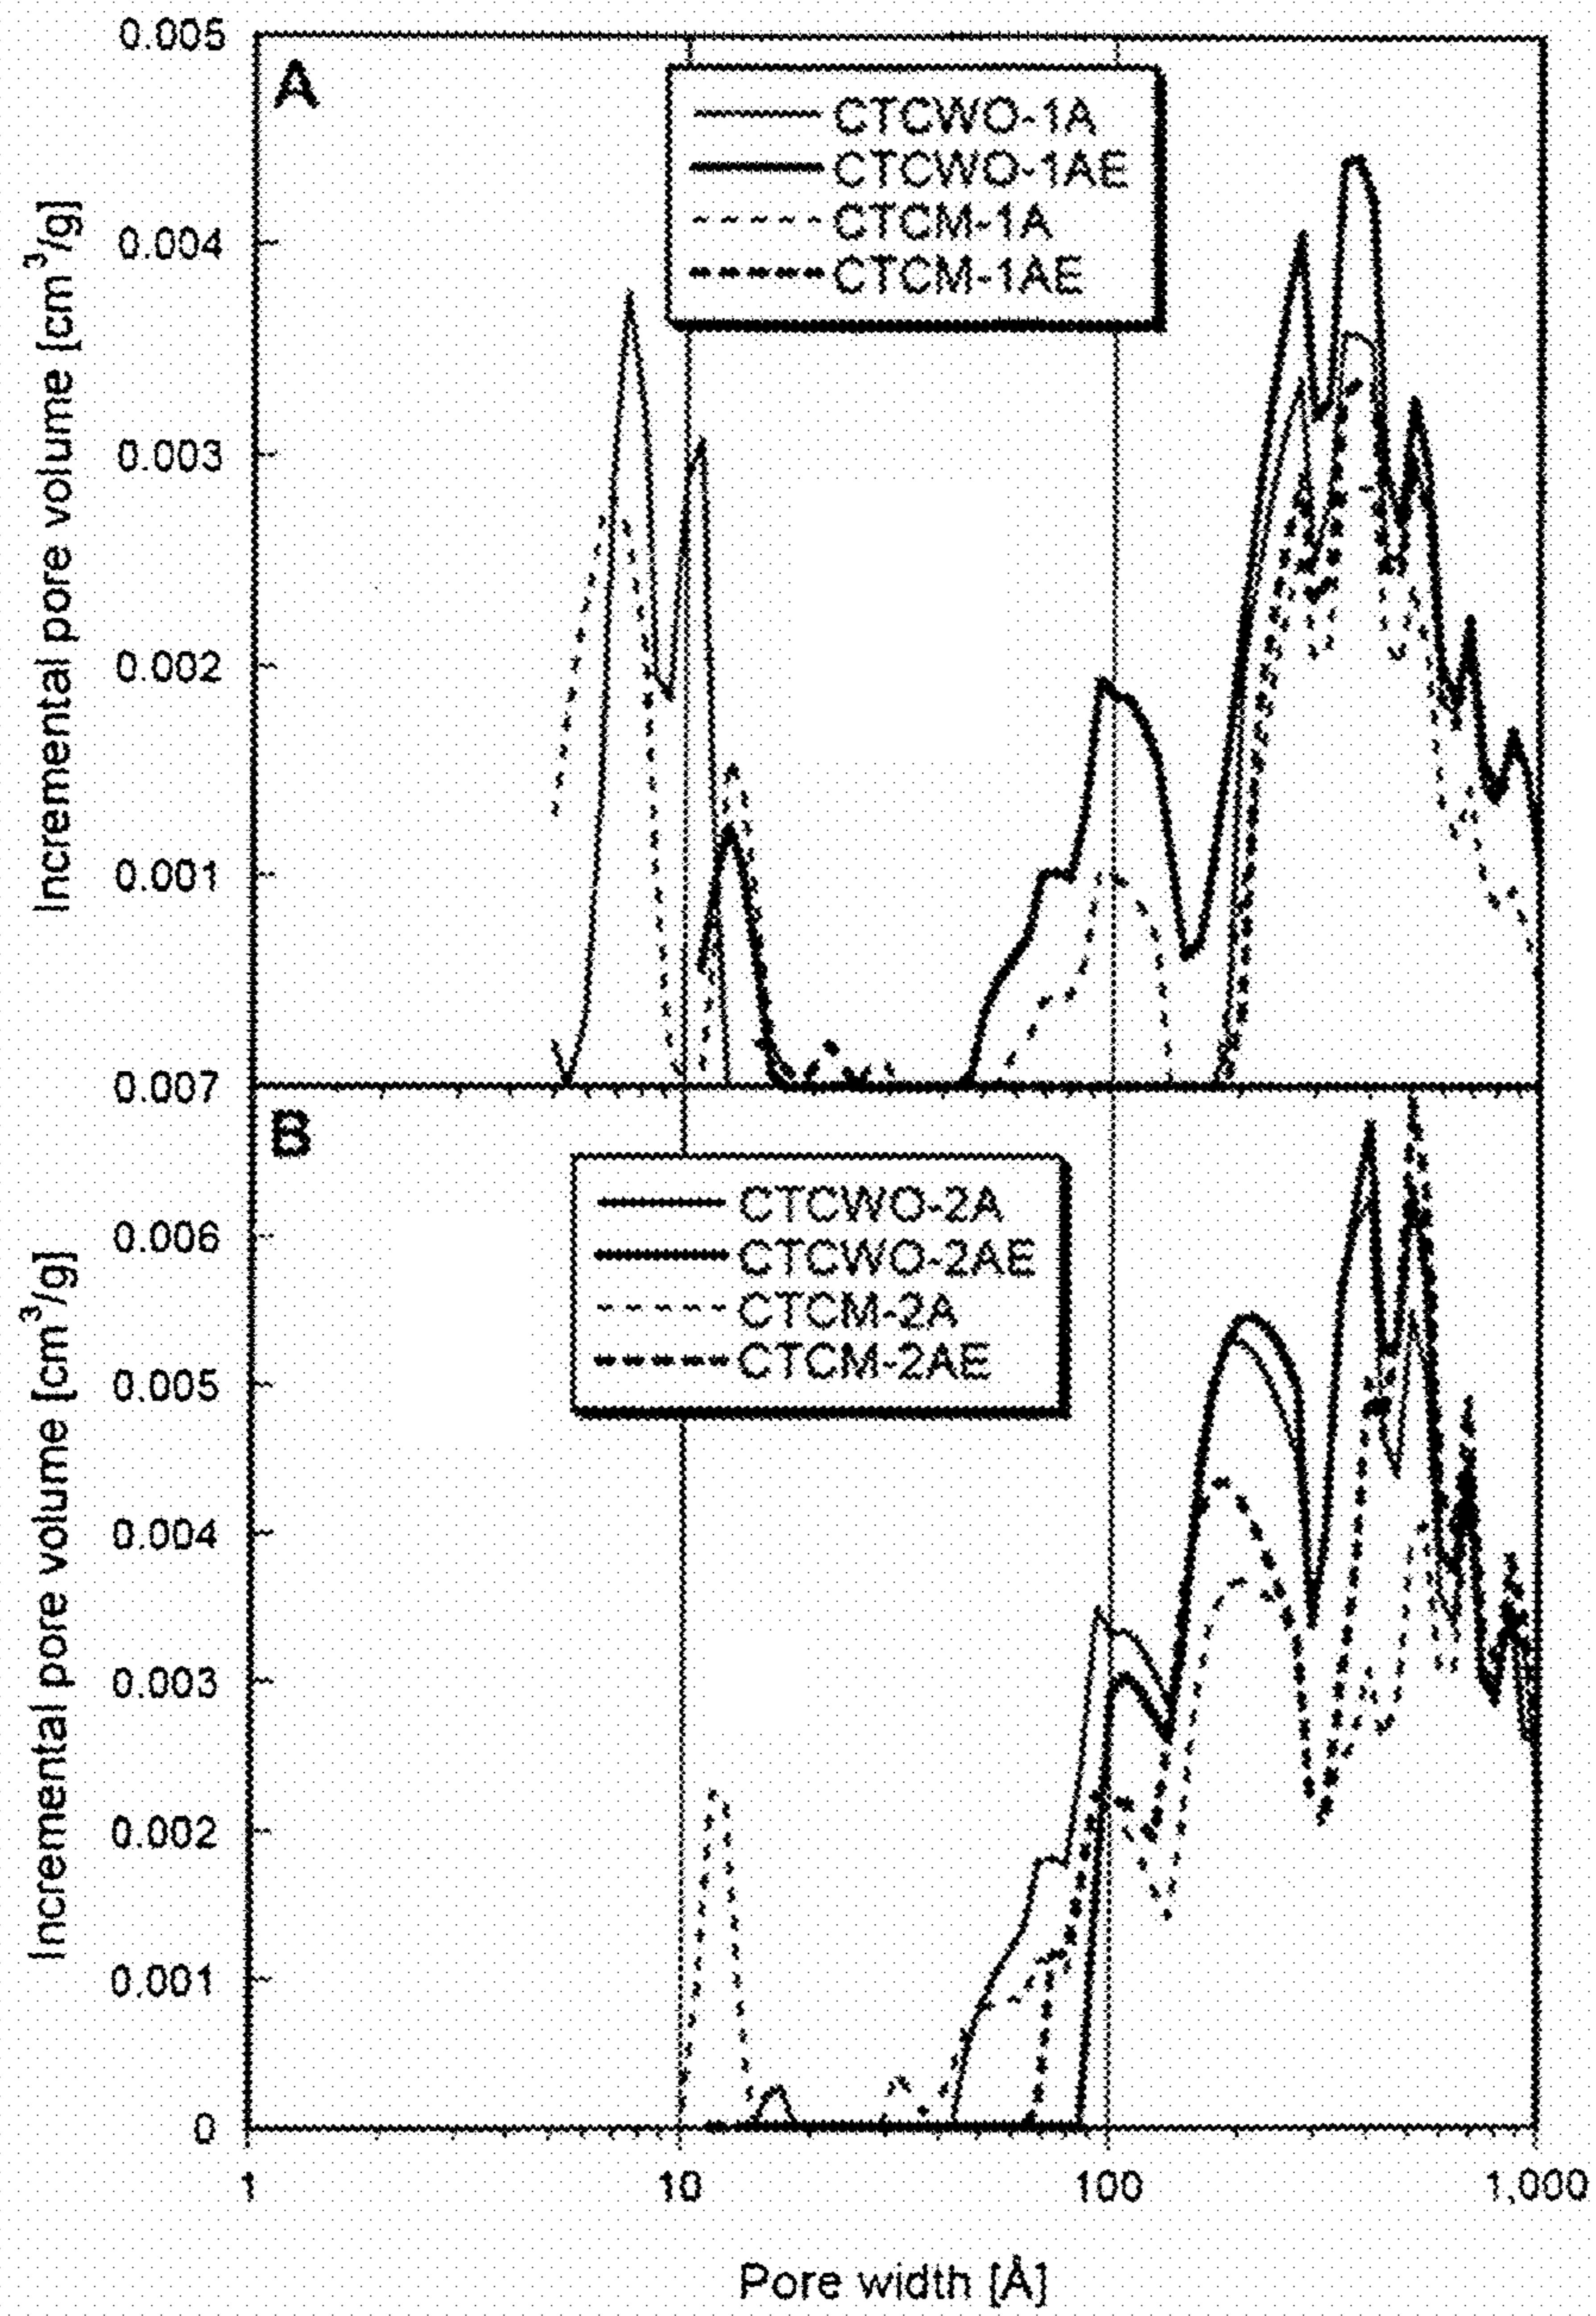 0.005
A
CTCWO-1A
CTCWO-1AE
CTCM-1A
CTCM-1AE
0.004
0.003
0.002
0.001
Incremental pore volume [cm³/g]
0.007
B
CTCWO-2A
CTCWO-2AE
CTCM-2A
CTCM-2AE
0.006
0.005
0.004
0.003
0.002
0.001
0
Incremental pore volume [cm³/g]
1 10 100 1,000
Pore width [Å]